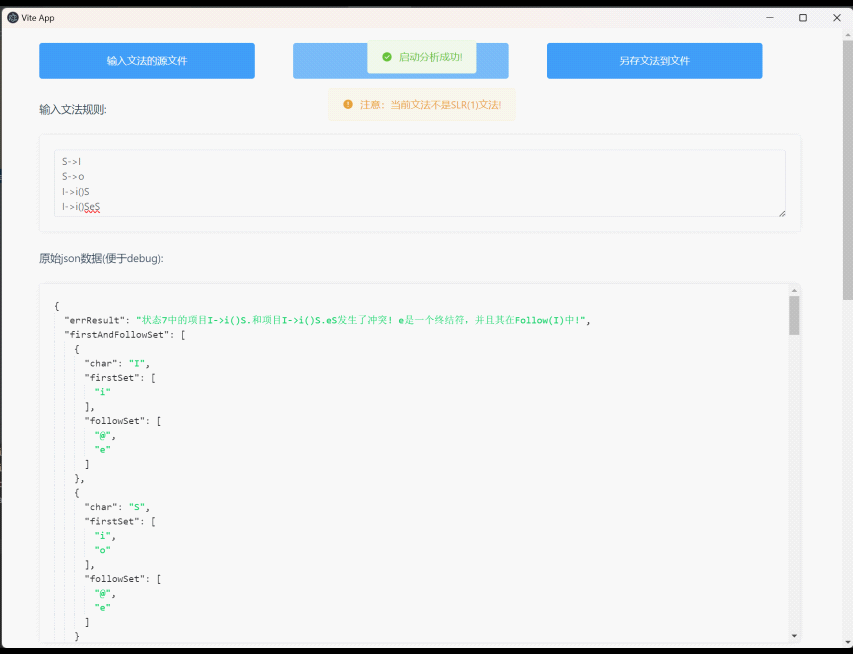 Vite App
输入文法的源文件
启动分析成功!
另存文法到文件
注意：当前文法不是SLR(1)文法!
输入文法规则:
S->I
S->o
I->i()S
I->i()SeS
原始json数据(便于debug):
{
"errResult": "状态7中的项目I->i()S.和项目I->i()S.eS发生了冲突! e是一个终结符，并且其在Follow(I)中!",
"firstAndFollowSet": [
{
"char": "I",
"firstSet": [
"i"
],
"followSet": [
"@",
"e"
]
},
{
"char": "S",
"firstSet": [
"i",
"o"
],
"followSet": [
"@",
"e"
]
}